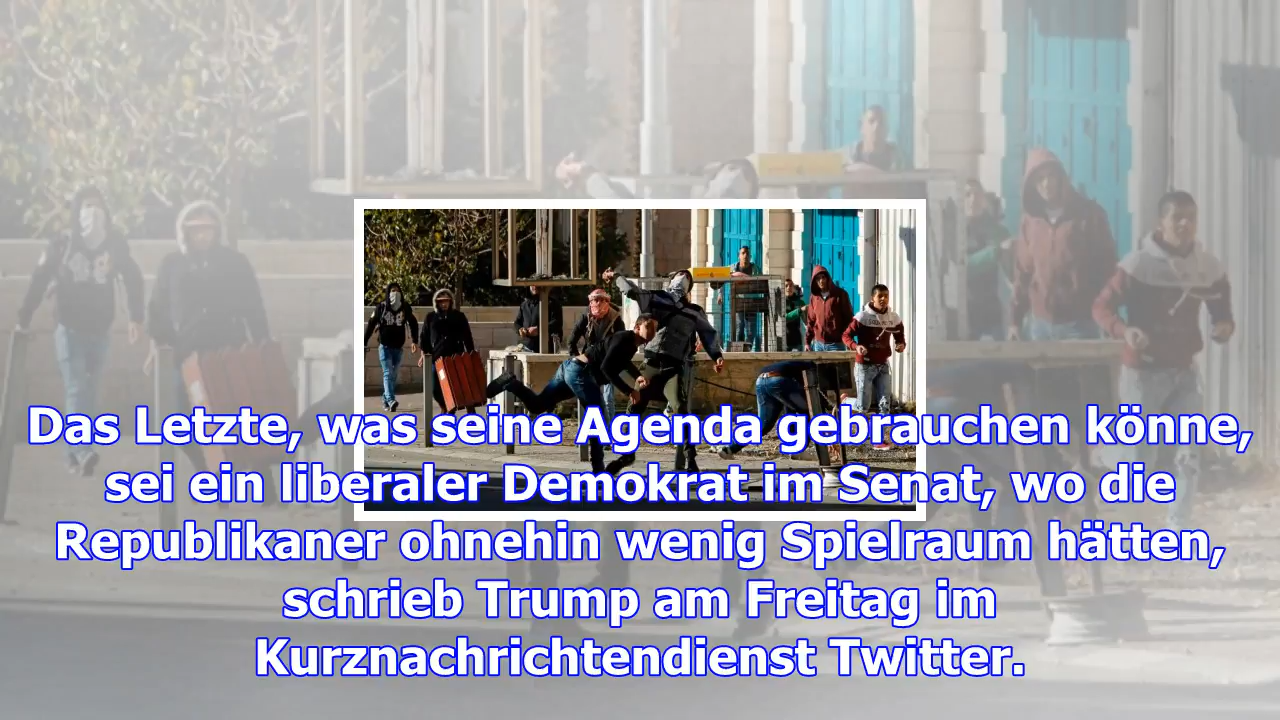 Das Letzte, was seine Agenda gebrauchen könne,
sei ein liberaler Demokrat im Senat, wo die
Republikaner ohnehin wenig Spielraum hätten,
schrieb Trump am Freitag im
Kurznachrichtendienst Twitter.